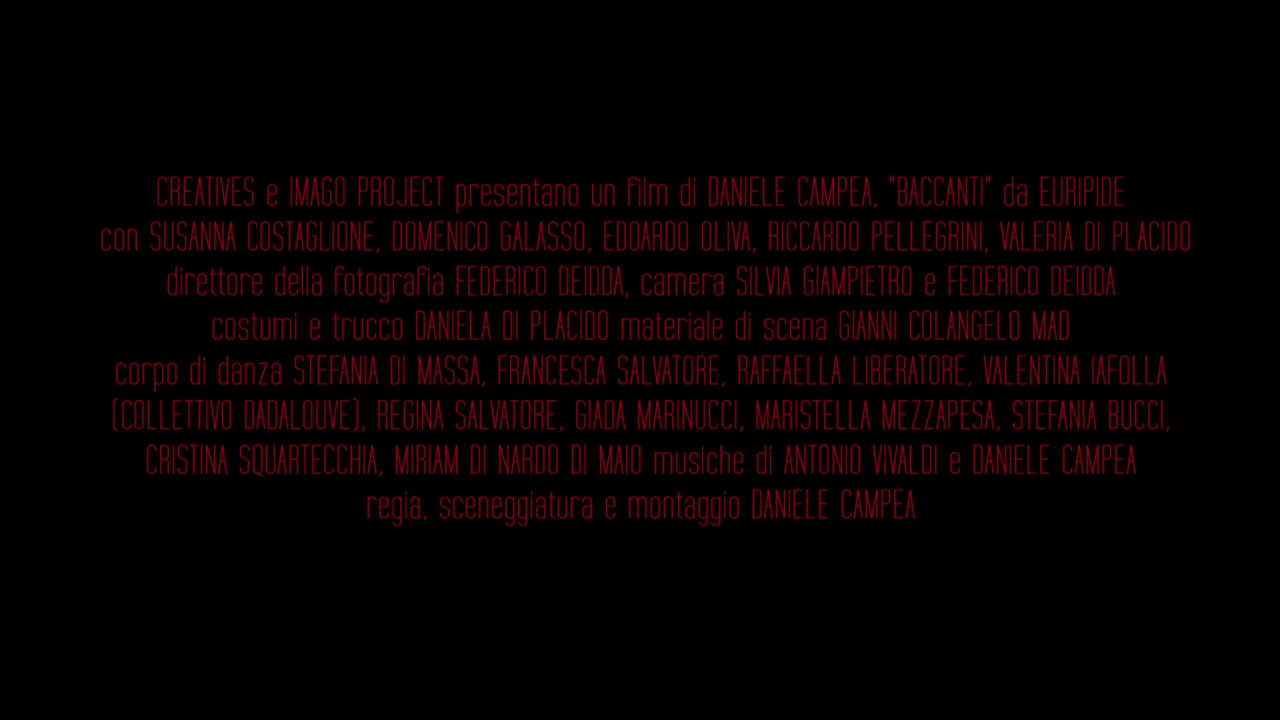 CREATIVES e IMAGO PROJECT presentano un film di DANIELE CAMPEA, "BACCANTI" da EURIPIDE
con SUSANNA COSTAGLIONE, DOMENICO GALASSO, EDOARDO OLIVA, RICCARDO PELLEGRINI, VALERIA DI PLACIDO
direttore della fotografia FEDERICO DEIDDA, camera SILVIA GIAMPIETRO e FEDERICO DEIDDA
costumi e trucco DANIELA DI PLACIDO materiale di scena GIANNI COLANGELO MAD
corpo di danza STEFANIA DI MASSA, FRANCESCA SALVATORE, RAFFAELLA LIBERATORE, VALENTINA IAFOLLA
(COLLETTIVO DADALOUVE), REGINA SALVATORE, GIADA MARINUCCI, MARISTELLA MEZZAPESA, STEFANIA BUCCI,
CRISTINA SQUARTECCHIA, MIRIAM DI NARDO DI MAIO musiche di ANTONIO VIVALDI e DANIELE CAMPEA
regia, sceneggiatura e montaggio DANIELE CAMPEA